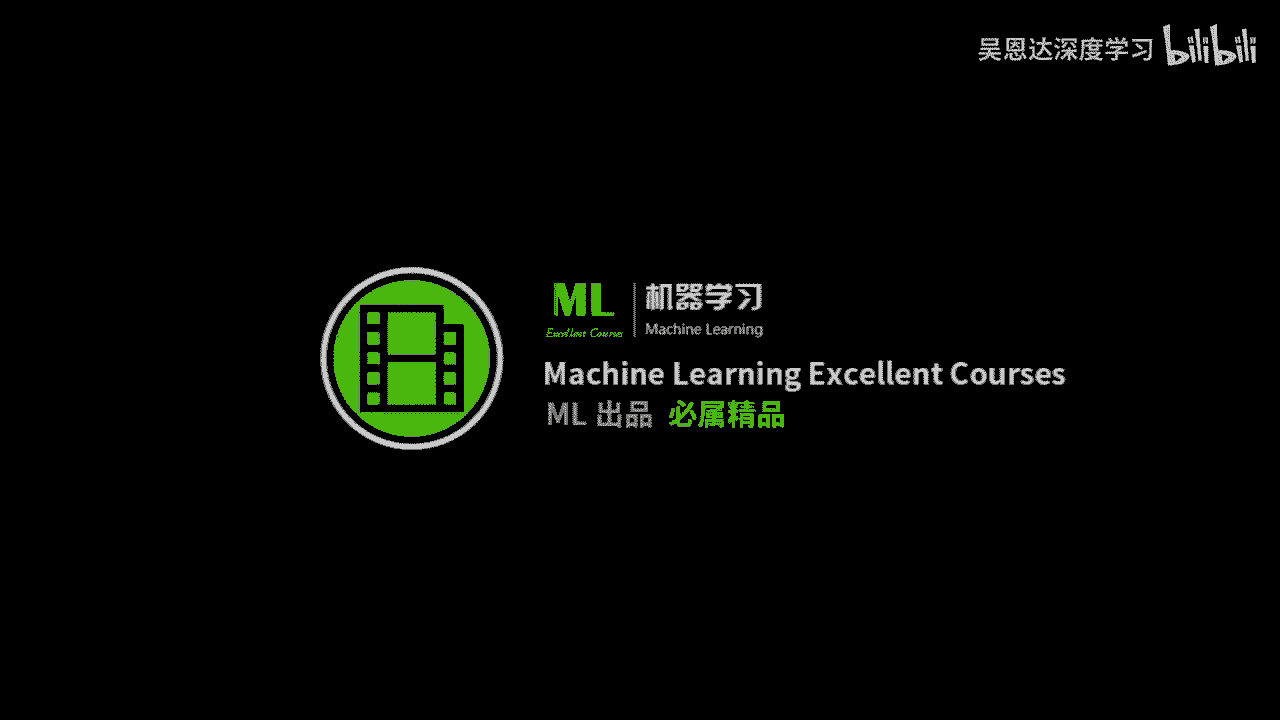 吴恩达深度学习 bilibili
ML 机器学习
Excellent Courses Machine Learning
Machine Learning Excellent Courses
ML 出品 必属精品